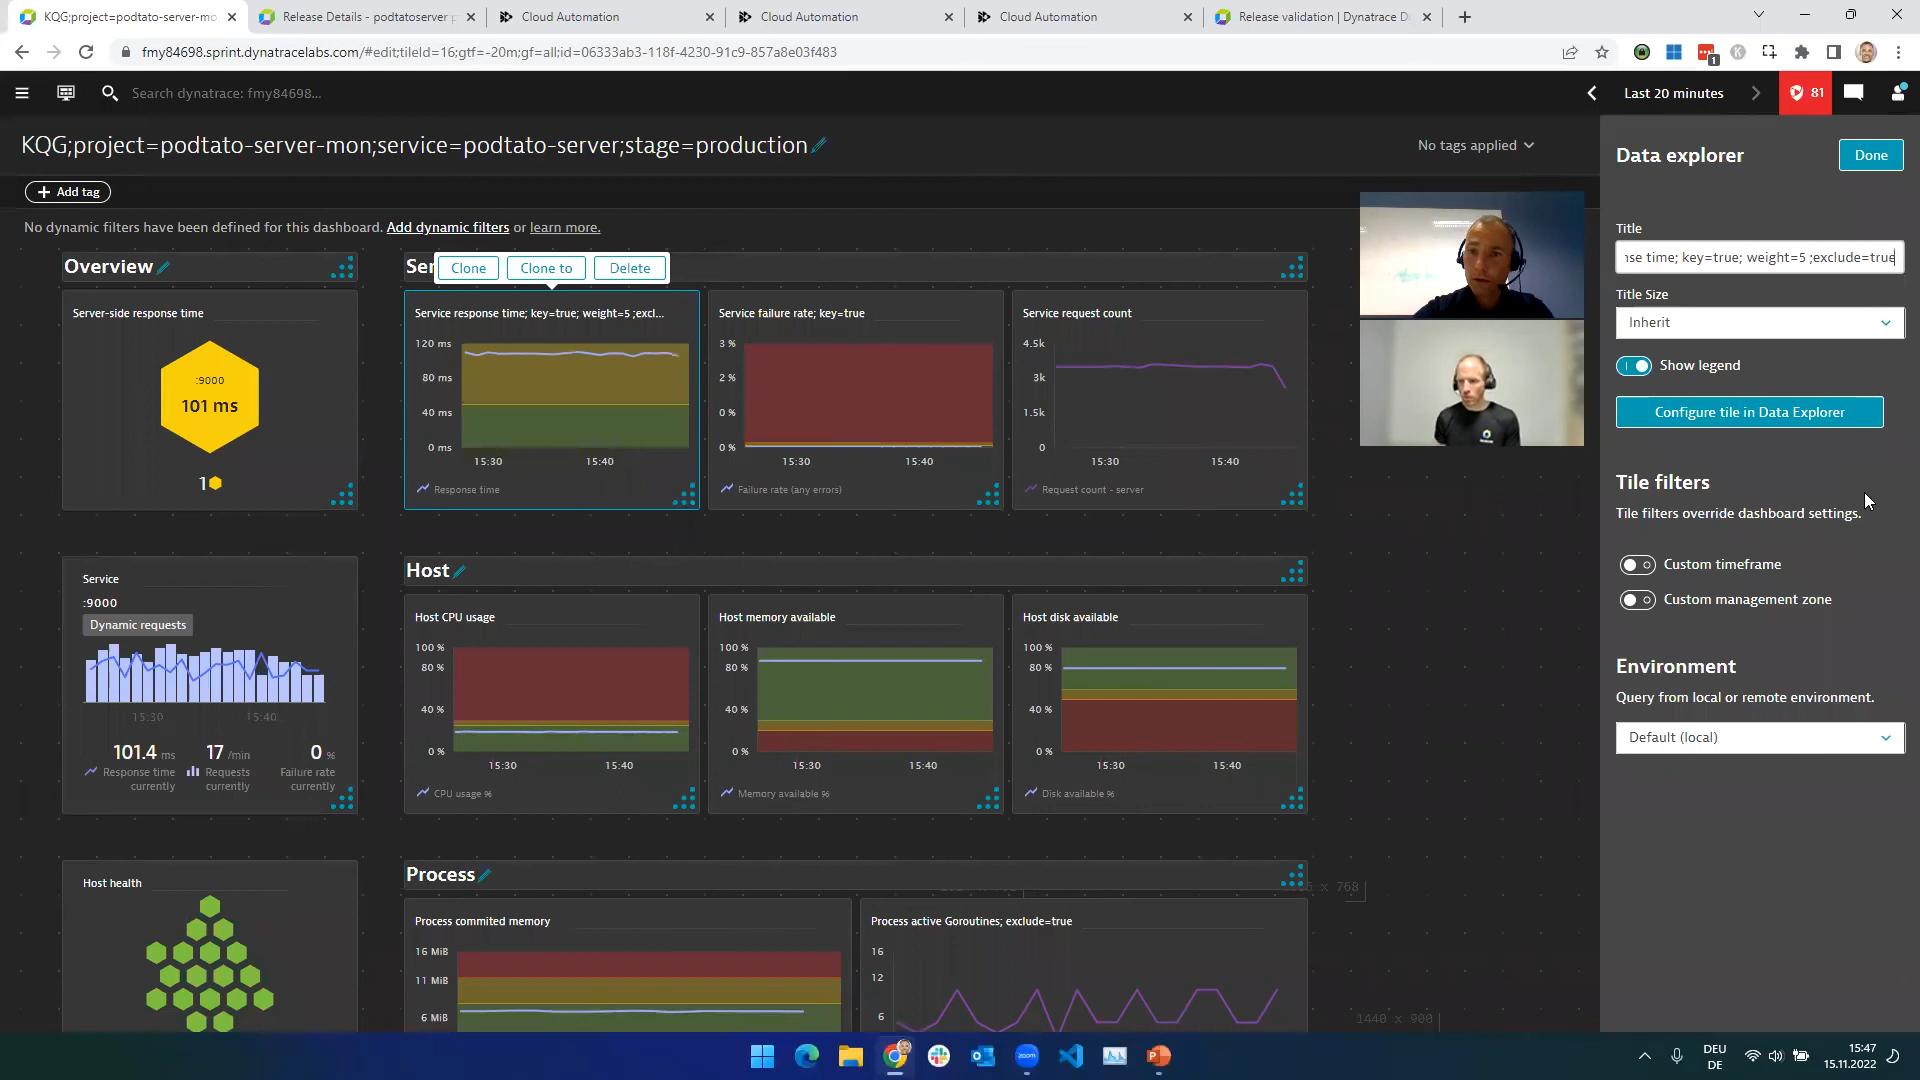 KQG;project=podtato-server-mo
Release Details - podtatoserver p
Cloud Automation
Cloud Automation
Cloud Automation
Release validation | Dynatrace D
fmy84698.sprint.dynatracelabs.com/#edit;tileId=16;gtf=-20m;gf=all;id=06333ab3-118f-4230-91c9-857a8e03f483
1
Search dynatrace: fmy84698...
Last 20 minutes
81
KQG;project=podtato-server-mon;service=podtato-server;stage=production
No tags applied
Add tag
No dynamic filters have been defined for this dashboard. Add dynamic filters or learn more.
Overview
Server-side response time
:9000
101 ms
1
Ser
Clone
Clone to
Delete
Service response time; key=true; weight=5 ;excl...
120 ms
80 ms
40 ms
0 ms
15:30
15:40
Response time
Service failure rate; key=true
3 %
2 %
0 %
0 %
15:30
15:40
Failure rate (any errors)
Service request count
4.5k
3k
1.5k
0
15:30
15:40
Request count - server
Service
:9000
Dynamic requests
15:30
15:40
101.4 ms
17 /min
0 %
Response time currently
Requests currently
Failure rate currently
Host
Host CPU usage
100 %
80 %
40 %
0 %
15:30
15:40
CPU usage %
Host memory available
100 %
80 %
40 %
0 %
15:30
15:40
Memory available %
Host disk available
100 %
80 %
40 %
0 %
15:30
15:40
Disk available %
Host health
Process
Process commited memory
16 MiB
11 MiB
6 MiB
Process active Goroutines; exclude=true
16
12
6
x 768
1440 x 900
Data explorer
Done
Title
nse time; key=true; weight=5 ;exclude=true
Title Size
Inherit
Show legend
Configure tile in Data Explorer
Tile filters
Tile filters override dashboard settings.
Custom timeframe
Custom management zone
Environment
Query from local or remote environment.
Default (local)
zoom
DEU
DE
15:47
15.11.2022